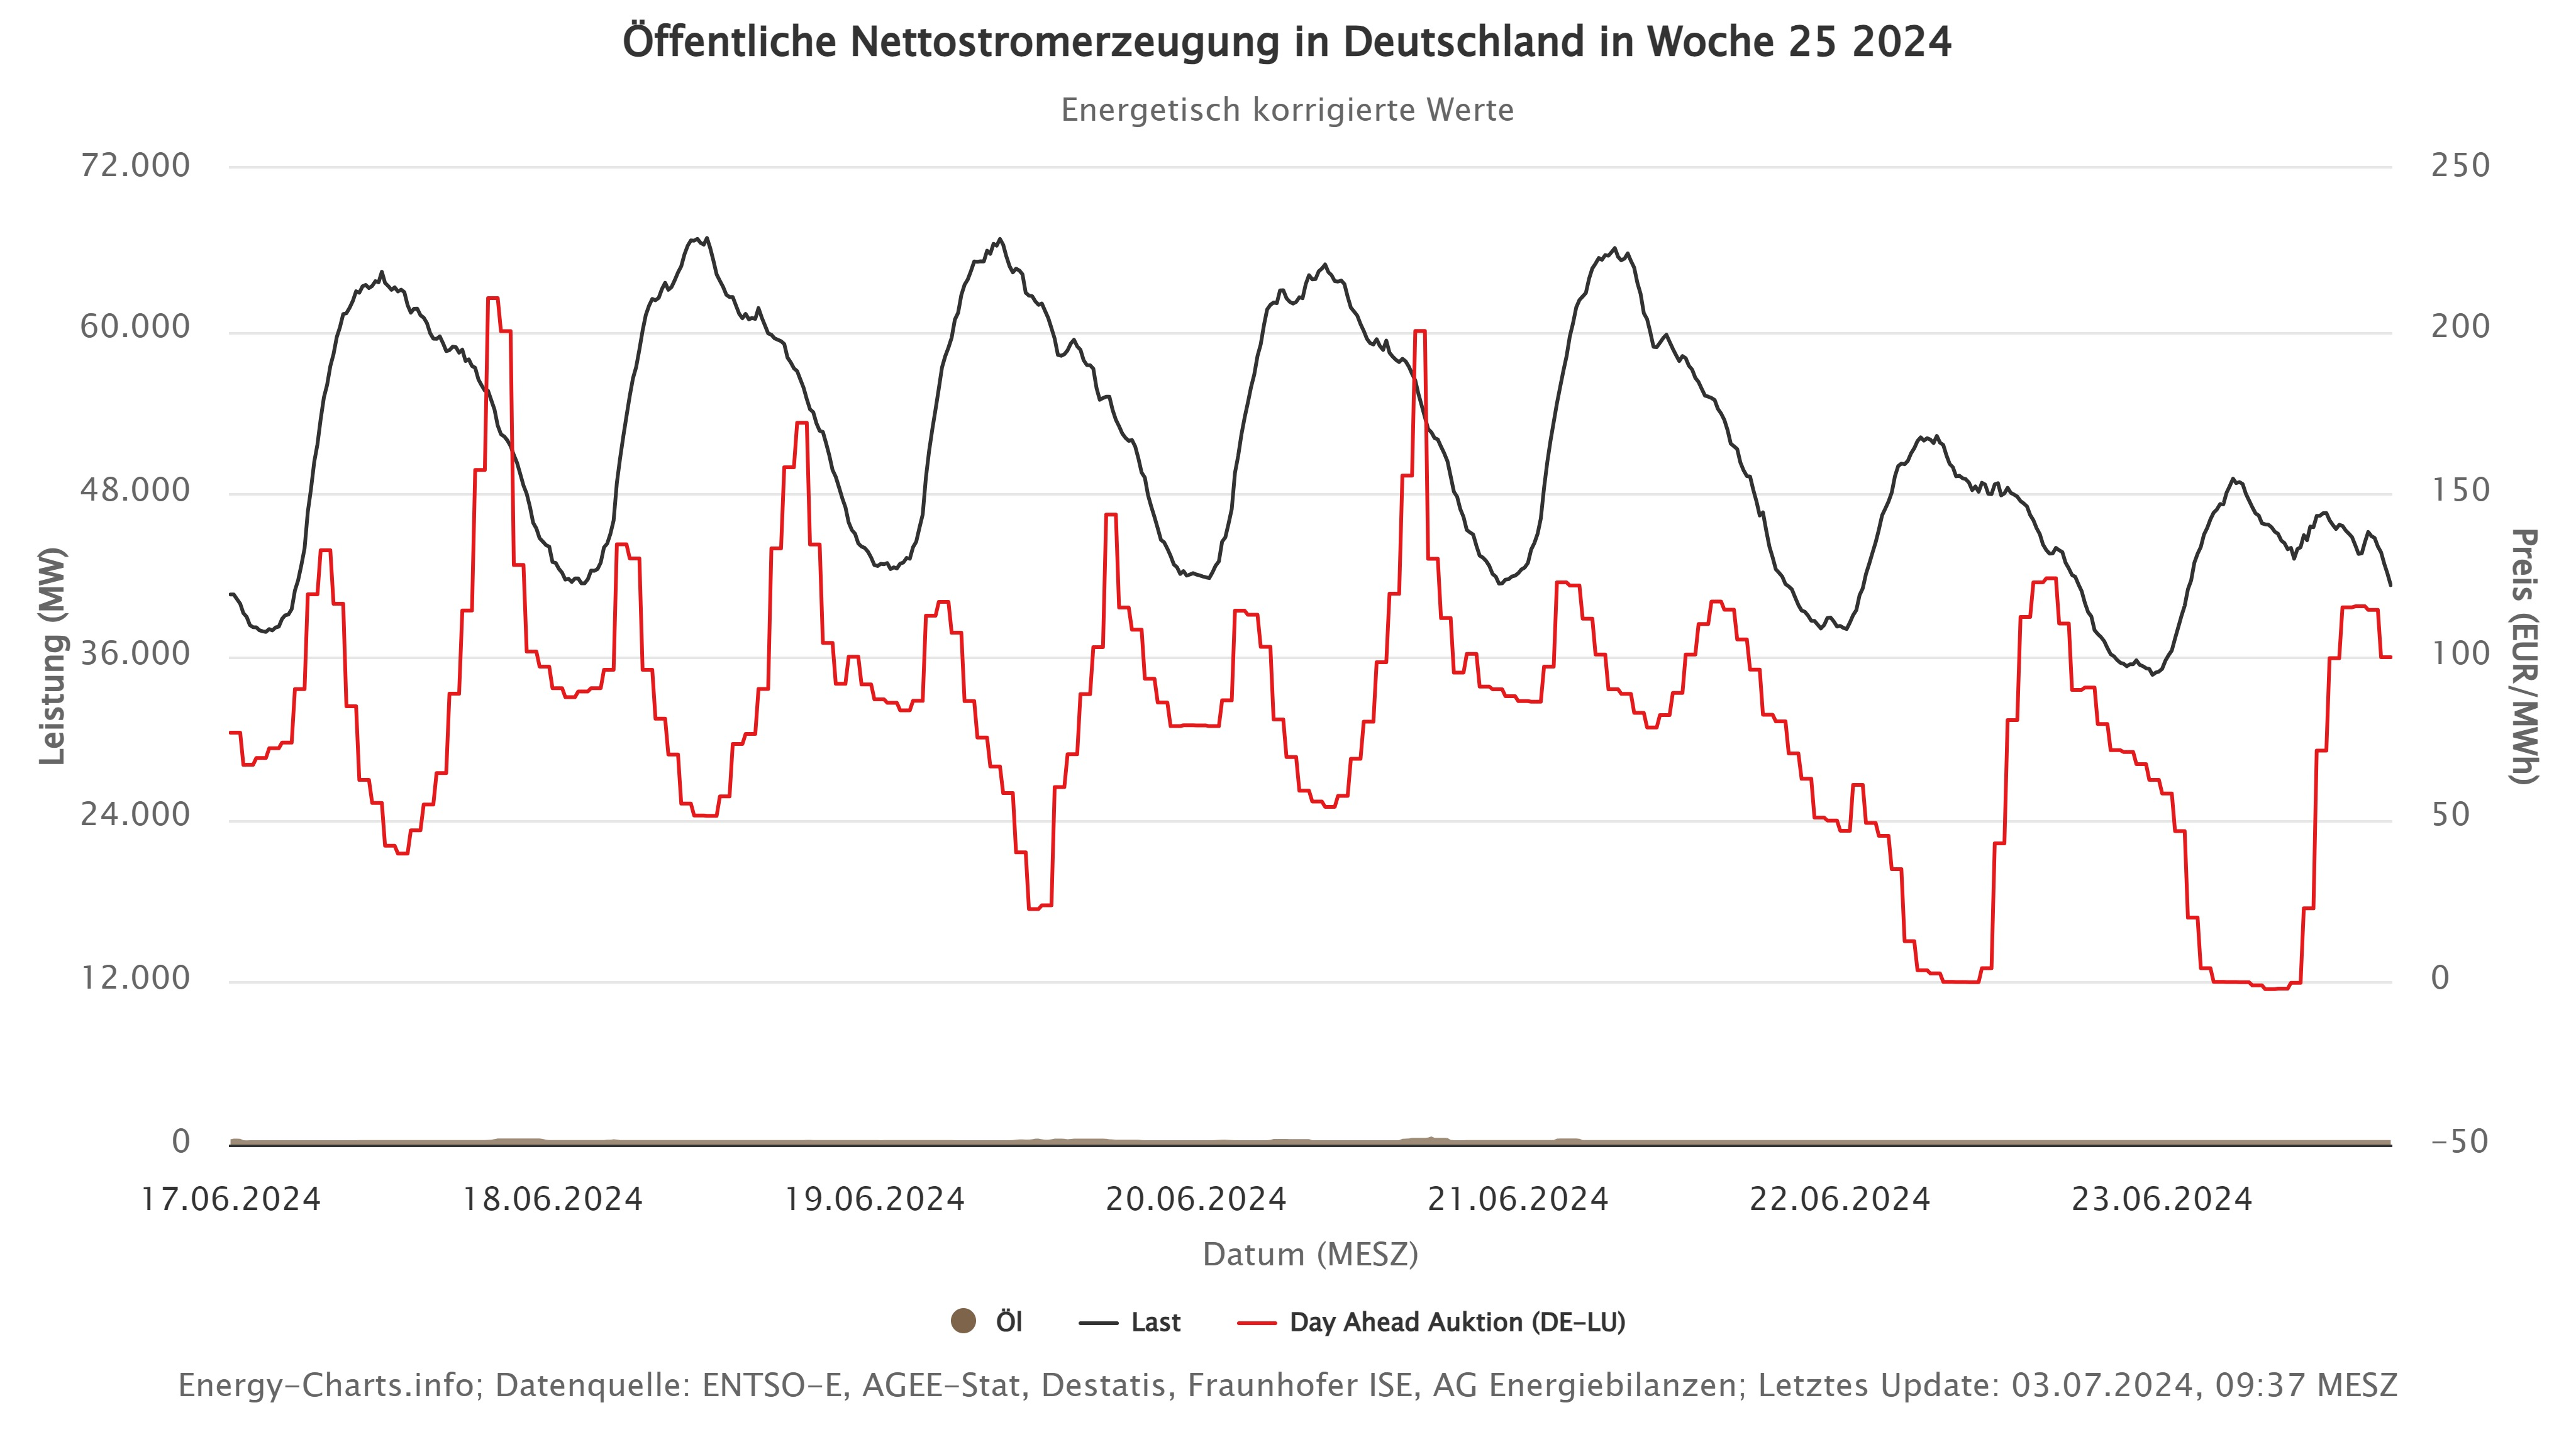 Öffentliche Nettostromerzeugung in Deutschland in Woche 25 2024
Energetisch korrigierte Werte
72.000
60.000
48.000
36.000
24.000
12.000
0
Leistung (MW)
250
200
150
100
50
0
−50
Preis (EUR/MWh)
17.06.2024 18.06.2024 19.06.2024 20.06.2024 21.06.2024 22.06.2024 23.06.2024
Datum (MESZ)
Öl Last Day Ahead Auktion (DE-LU)
Energy-Charts.info; Datenquelle: ENTSO-E, AGEE-Stat, Destatis, Fraunhofer ISE, AG Energiebilanzen; Letztes Update: 03.07.2024, 09:37 MESZ